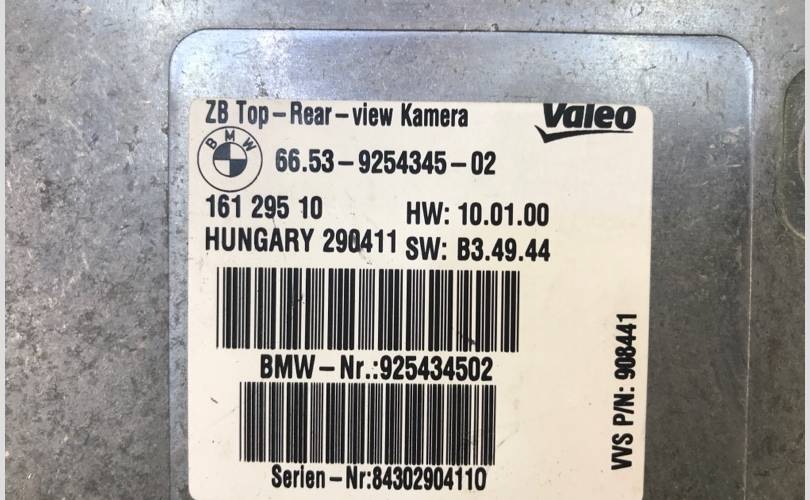 ZB Top-Rear-view Kamera
Valeo
BMW
66.53-9254345-02
161 295 10
HW: 10.01.00
HUNGARY 290411
SW: B3.49.44
BMW-Nr.:925434502
Serien-Nr:84302904110
VVS P/N: 908441